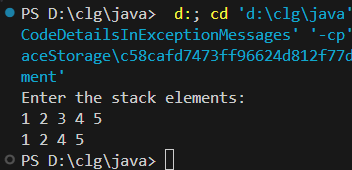 PS D:\clg\java>  d:; cd 'd:\clg\java'
CodeDetailsInExceptionMessages' '-cp'
aceStorage\c58cafd7473ff96624d812f77d
ment'
Enter the stack elements:
1 2 3 4 5
1 2 4 5
PS D:\clg\java>